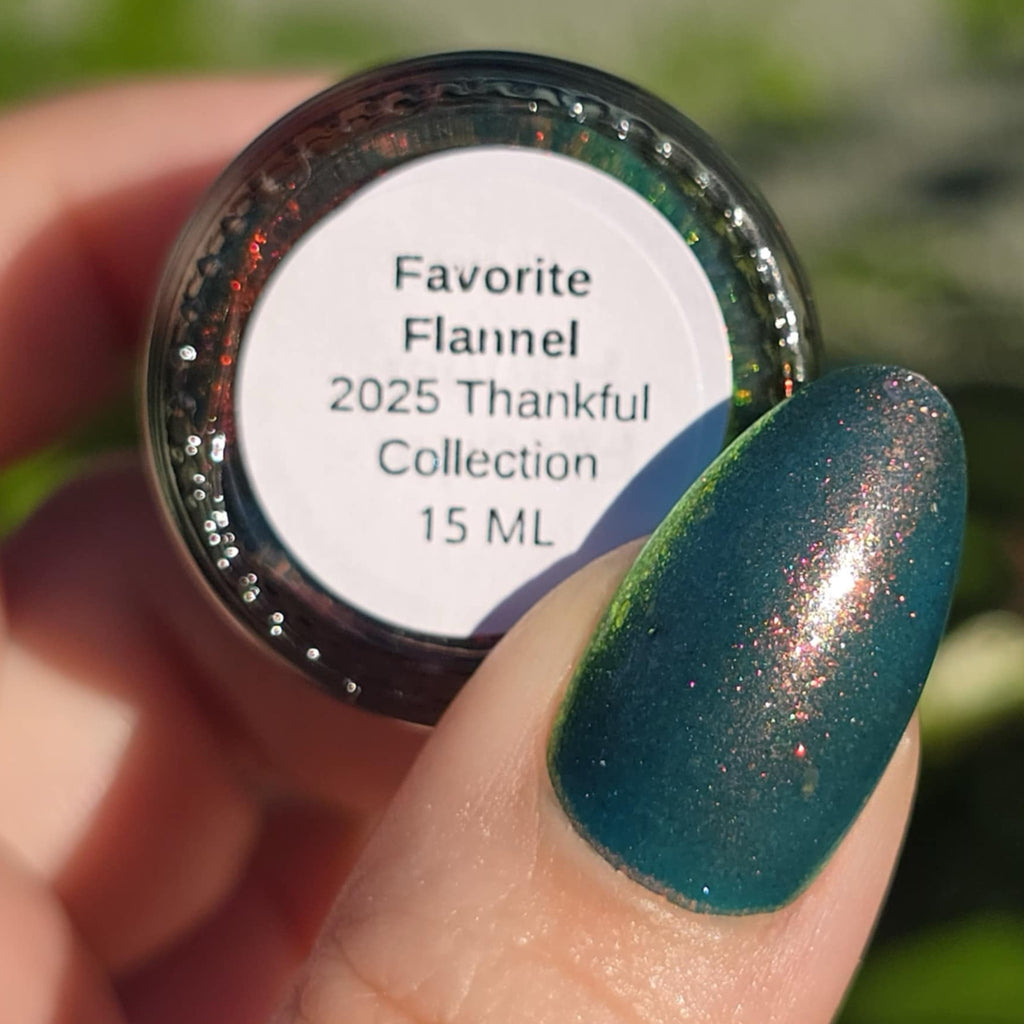 Favorite
Flannel
2025 Thankful
Collection
15 ML